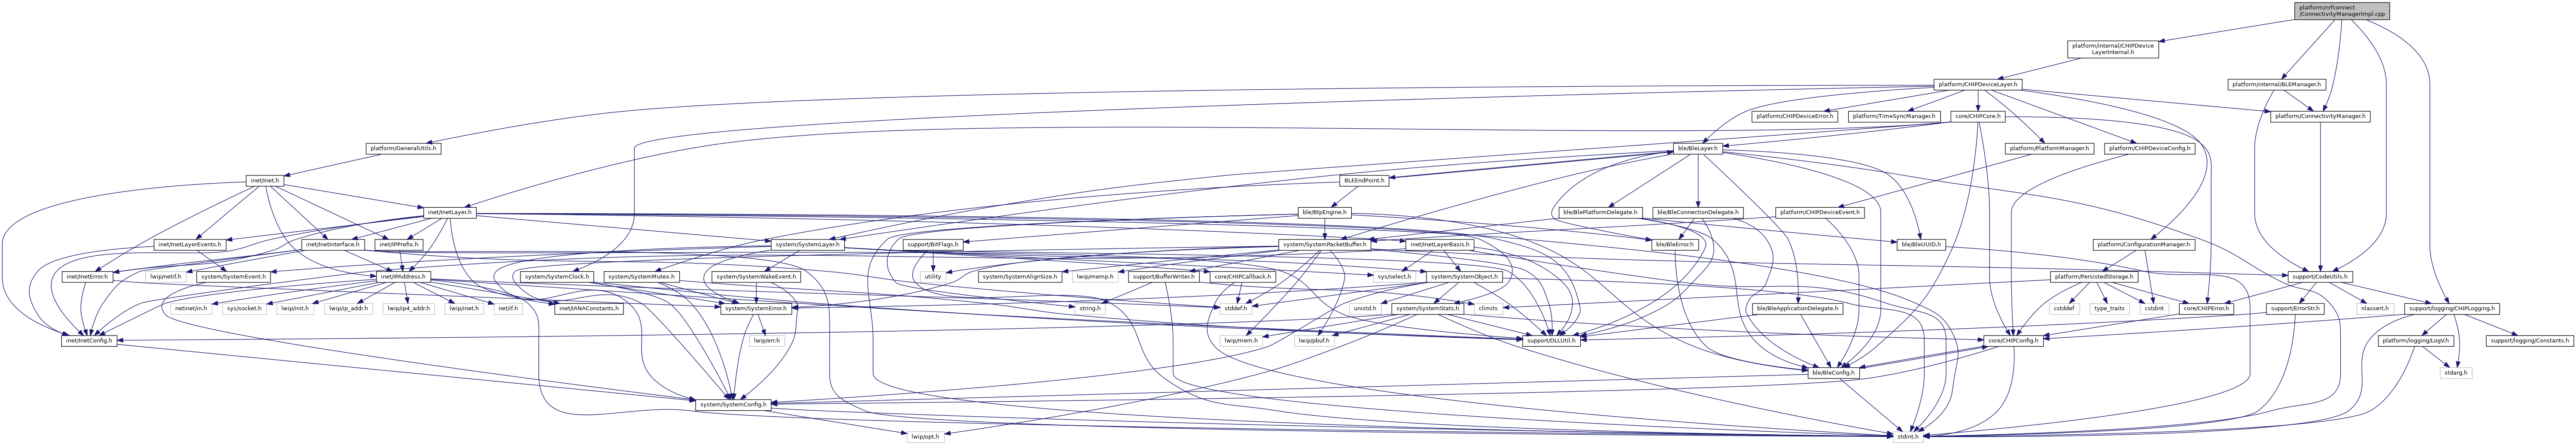 platform/nrfconnect
/ConnectivityManagerImpl.cpp
platform/internal/CHIPDevice
LayerInternal.h
platform/CHIPDeviceLayer.h
platform/internal/BLEManager.h
platform/CHIPDeviceError.h
platform/TimeSyncManager.h
core/CHIPCore.h
platform/ConnectivityManager.h
platform/GeneralUtils.h
ble/BleLayer.h
platform/PlatformManager.h
platform/CHIPDeviceConfig.h
inet/Inet.h
BLEEndPoint.h
inet/InetLayer.h
ble/BtpEngine.h
ble/BlePlatformDelegate.h
ble/BleConnectionDelegate.h
platform/CHIPDeviceEvent.h
inet/InetLayerEvents.h
inet/InetInterface.h
inet/IPPrefix.h
system/SystemLayer.h
support/BitFlags.h
system/SystemPacketBuffer.h
inet/InetLayerBasis.h
ble/BleError.h
ble/BleUUID.h
platform/ConfigurationManager.h
inet/InetError.h
lwip/netif.h
system/SystemEvent.h
inet/IPAddress.h
system/SystemClock.h
system/SystemMutex.h
system/SystemWakeEvent.h
utility
system/SystemAlignSize.h
lwip/memp.h
support/BufferWriter.h
core/CHIPCallback.h
sys/select.h
system/SystemObject.h
platform/PersistedStorage.h
support/CodeUtils.h
netinet/in.h
sys/socket.h
lwip/init.h
lwip/ip_addr.h
lwip/ip4_addr.h
lwip/inet.h
net/if.h
inet/IANAConstants.h
system/SystemError.h
string.h
stddef.h
unistd.h
system/SystemStats.h
climits
ble/BleApplicationDelegate.h
cstddef
type_traits
cstdint
core/CHIPError.h
support/ErrorStr.h
nlassert.h
support/logging/CHIPLogging.h
inet/InetConfig.h
lwip/err.h
lwip/mem.h
lwip/pbuf.h
support/DLLUtil.h
core/CHIPConfig.h
platform/logging/LogV.h
support/logging/Constants.h
ble/BleConfig.h
stdarg.h
system/SystemConfig.h
lwip/opt.h
stdint.h